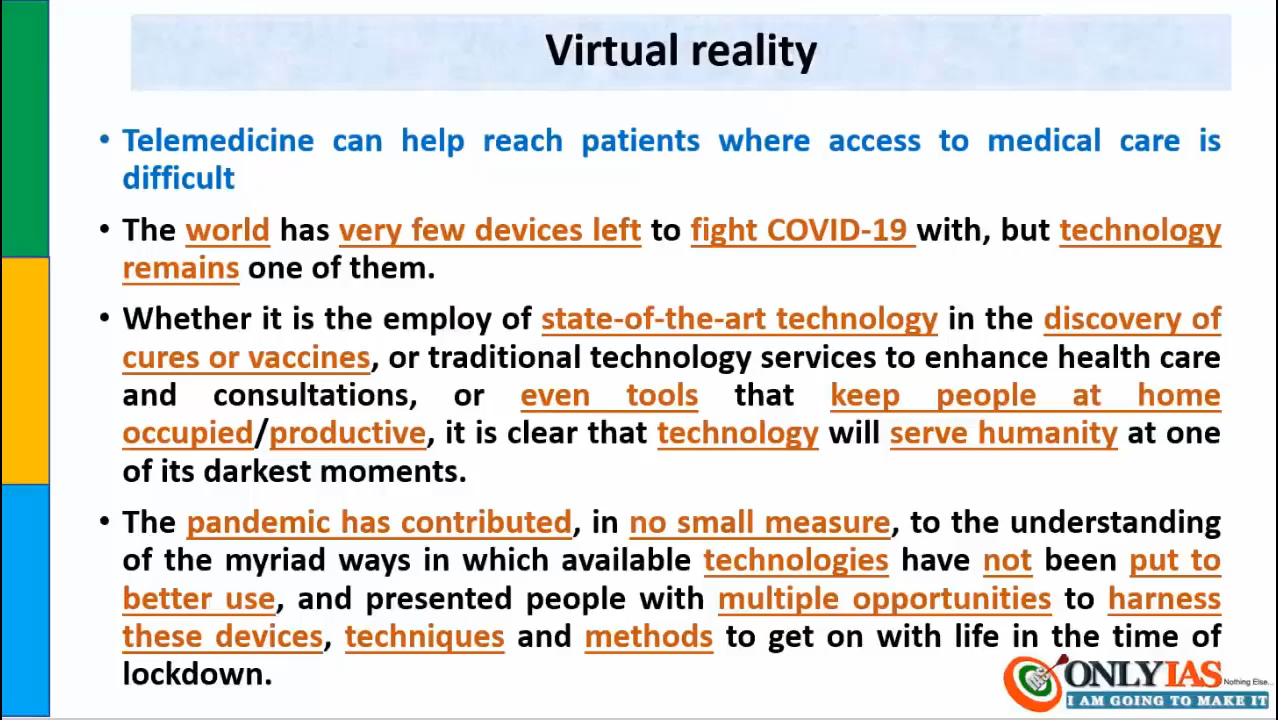 Virtual reality
• Telemedicine can help reach patients where access to medical care is
difficult
• The world has very few devices left to fight COVID-19 with, but technology
remains one of them.
• Whether it is the employ of state-of-the-art technology in the discovery of
cures or vaccines, or traditional technology services to enhance health care
and consultations, or even tools that keep people at home
occupied/productive, it is clear that technology will serve humanity at one
of its darkest moments.
• The pandemic has contributed, in no small measure, to the understanding
of the myriad ways in which available technologies have not been put to
better use, and presented people with multiple opportunities to harness
these devices, techniques and methods to get on with life in the time of
lockdown.
ONLYIAS Nothing Else...
I AM GOING TO MAKE IT